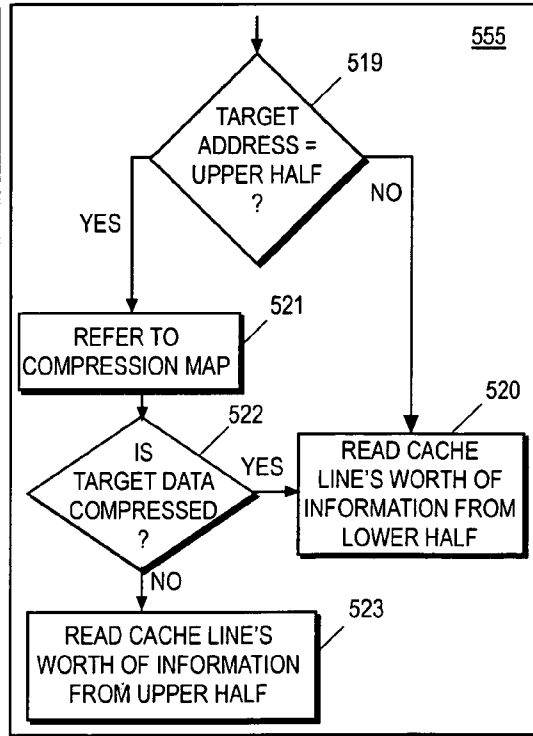 555
519
TARGET
ADDRESS =
UPPER HALF
?
YES
NO
521
REFER TO
COMPRESSION MAP
522
IS
TARGET DATA
COMPRESSED
?
YES
NO
520
READ CACHE
LINE'S WORTH OF
INFORMATION FROM
LOWER HALF
523
READ CACHE LINE'S
WORTH OF INFORMATION
FROM UPPER HALF